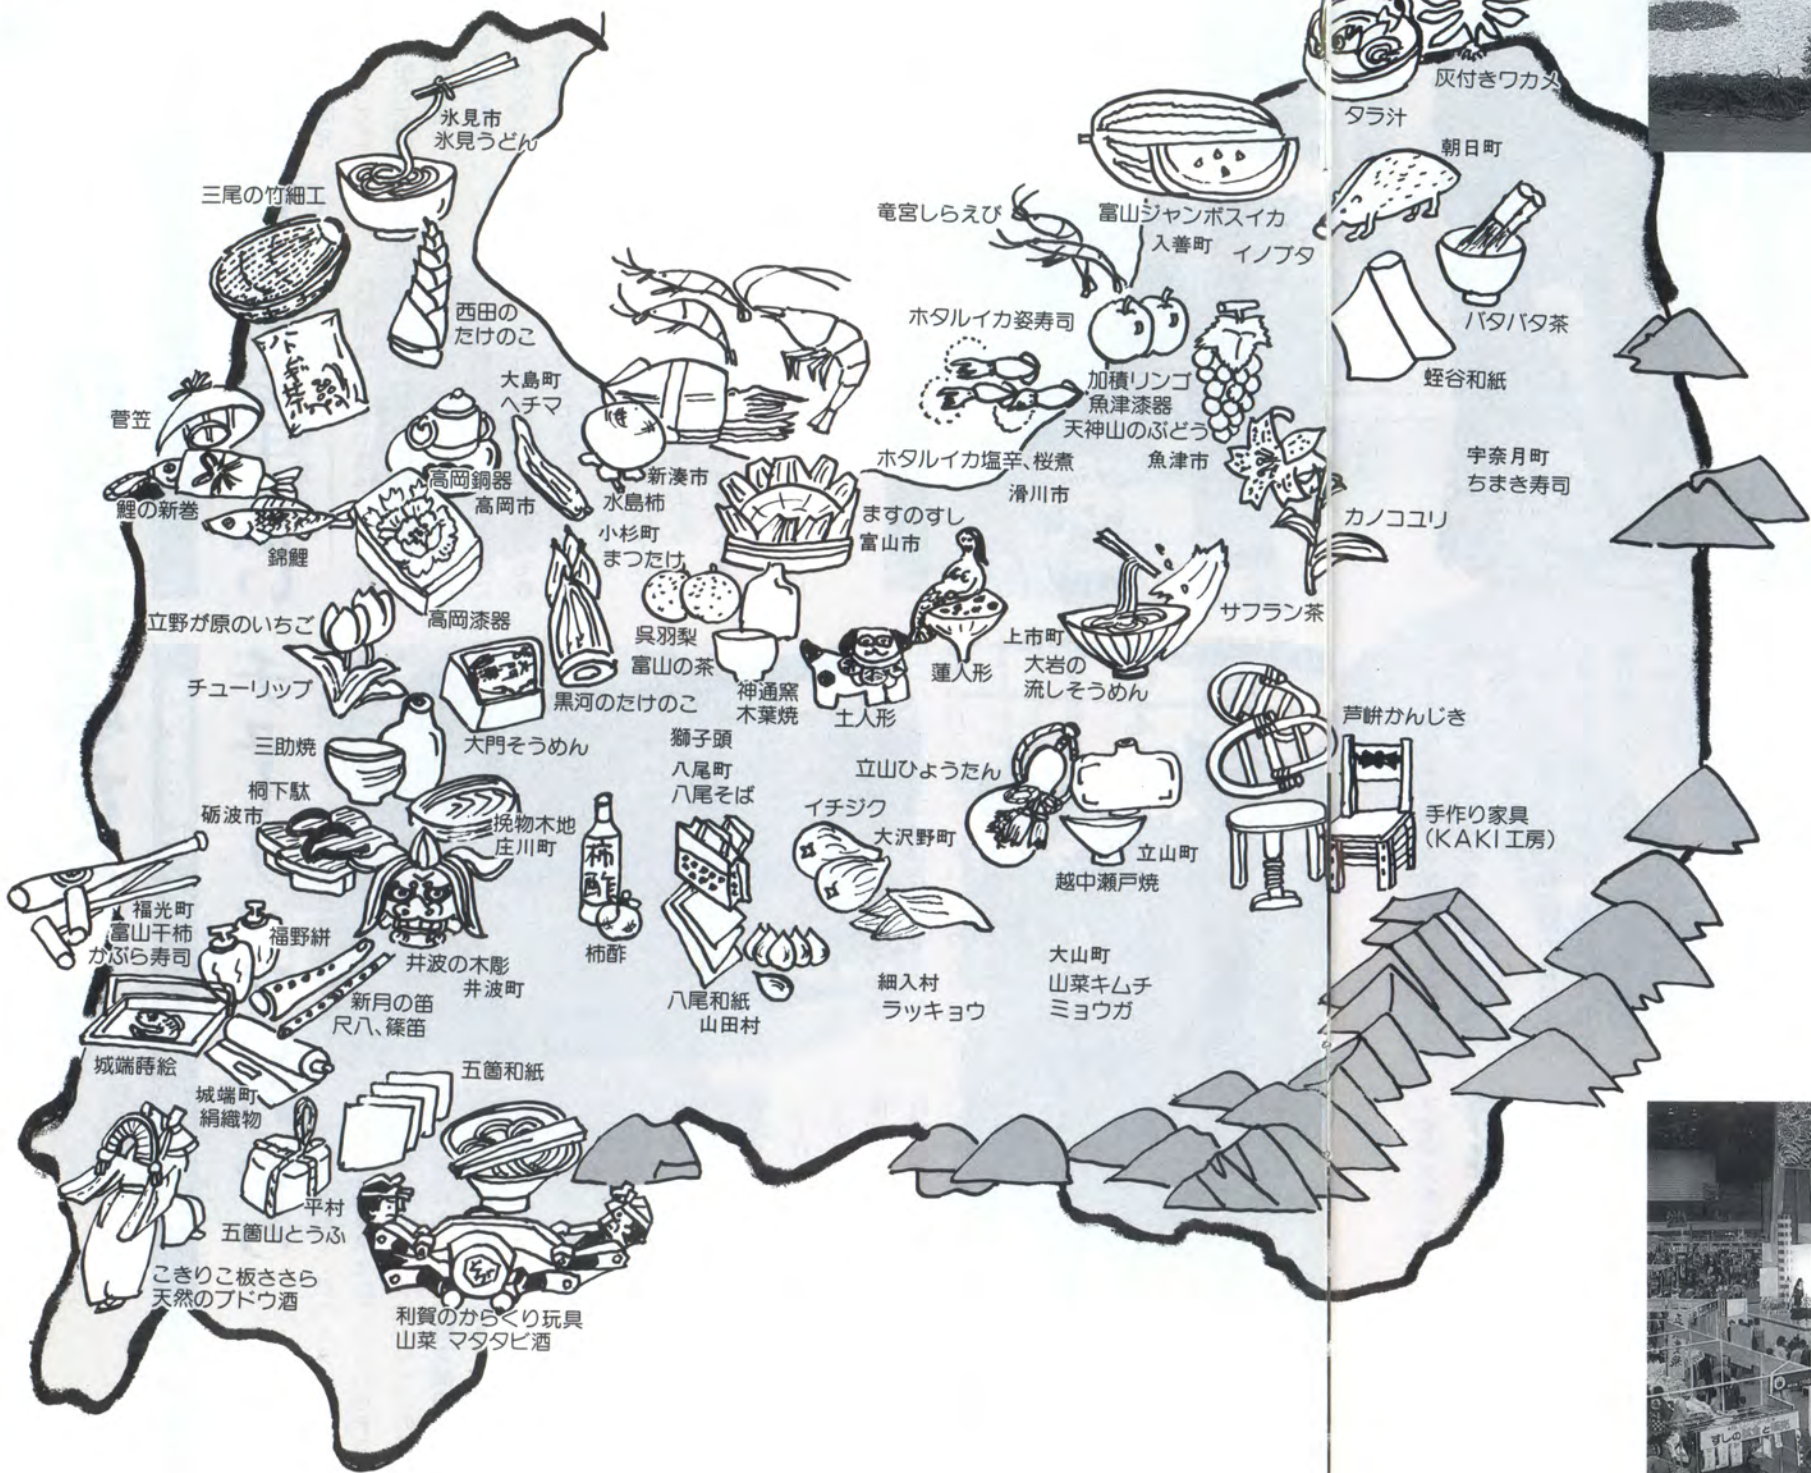 灰付きワカメ
タラ汁
朝日町
氷見市
氷見うどん
三尾の竹細工
竜宮しらえび
富山ジャンボスイカ
入善町
イノブタ
バタバタ茶
蛭谷和紙
西田の
たけのこ
ホタルイカ姿寿司
加積リンゴ
魚津漆器
天神山のぶどう
魚津市
大島町
ヘチマ
菅笠
ホタルイカ塩辛、桜煮
滑川市
宇奈月町
ちまき寿司
高岡銅器
高岡市
新湊市
水島柿
鯉の新巻
錦鯉
小杉町
まつたけ
ますのすし
富山市
カノコユリ
立野が原のいちご
高岡漆器
呉羽梨
富山の茶
サフラン茶
チューリップ
黒河のたけのこ
神通窯
木葉焼
土人形
蓮人形
上市町
大岩の
流しそうめん
三助焼
大門そうめん
獅子頭
八尾町
八尾そば
立山ひょうたん
芦峅かんじき
桐下駄
砺波市
挽物木地
庄川町
柿酢
イチジク
大沢野町
立山町
越中瀬戸焼
手作り家具
(KAKI工房)
福光町
富山干柿
かぶら寿司
福野絣
井波の木彫
井波町
柿酢
新月の笛
尺八、篠笛
八尾和紙
山田村
細入村
ラッキョウ
大山町
山菜キムチ
ミョウガ
城端蒔絵
城端町
絹織物
五箇和紙
平村
五箇山とうふ
こきりこ板ささら
天然のブドウ酒
利賀のからくり玩具
山菜 マタタビ酒